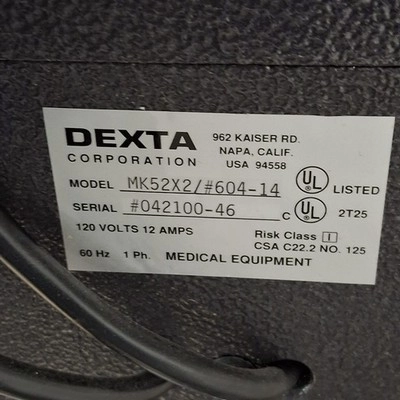 DEXTA
CORPORATION
962 KAISER RD.
NAPA, CALIF.
USA 94558
MODEL MK52X2/#604-14 UL LISTED
SERIAL #042100-46 C UL 2T25
120 VOLTS 12 AMPS Risk Class I
CSA C22.2 NO. 125
60 Hz 1 Ph. MEDICAL EQUIPMENT